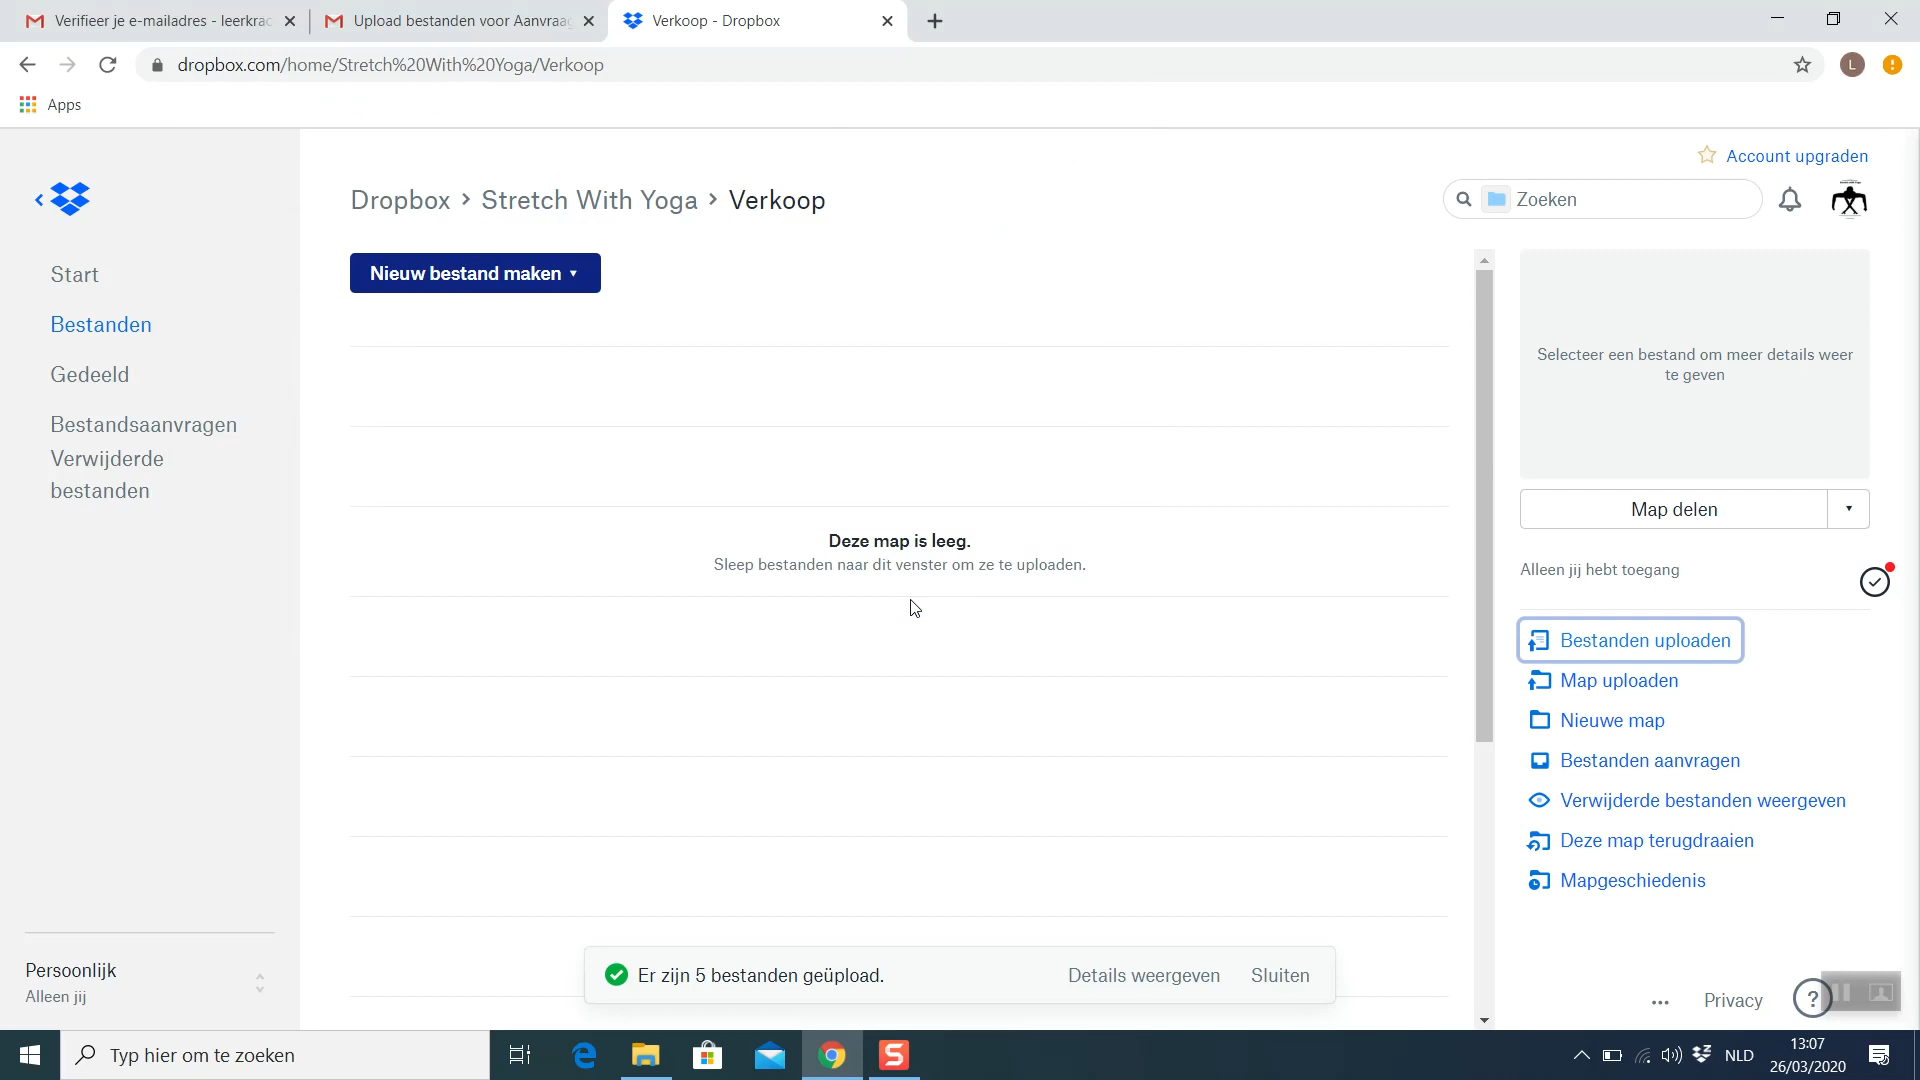 Verifieer je e-mailadres - leerkrac
Upload bestanden voor Aanvraag
Verkoop - Dropbox
dropbox.com/home/Stretch%20With%20Yoga/Verkoop
L
Apps
Account upgraden
Dropbox › Stretch With Yoga › Verkoop
Zoeken
Start
Bestanden
Gedeeld
Bestandsaanvragen
Verwijderde
bestanden
Nieuw bestand maken
Selecteer een bestand om meer details weer
te geven
Map delen
Deze map is leeg.
Sleep bestanden naar dit venster om ze te uploaden.
Alleen jij hebt toegang
Bestanden uploaden
Map uploaden
Nieuwe map
Bestanden aanvragen
Verwijderde bestanden weergeven
Deze map terugdraaien
Mapgeschiedenis
Persoonlijk
Alleen jij
Er zijn 5 bestanden geüpload.
Details weergeven
Sluiten
Privacy
?
Typ hier om te zoeken
NLD
13:07
26/03/2020